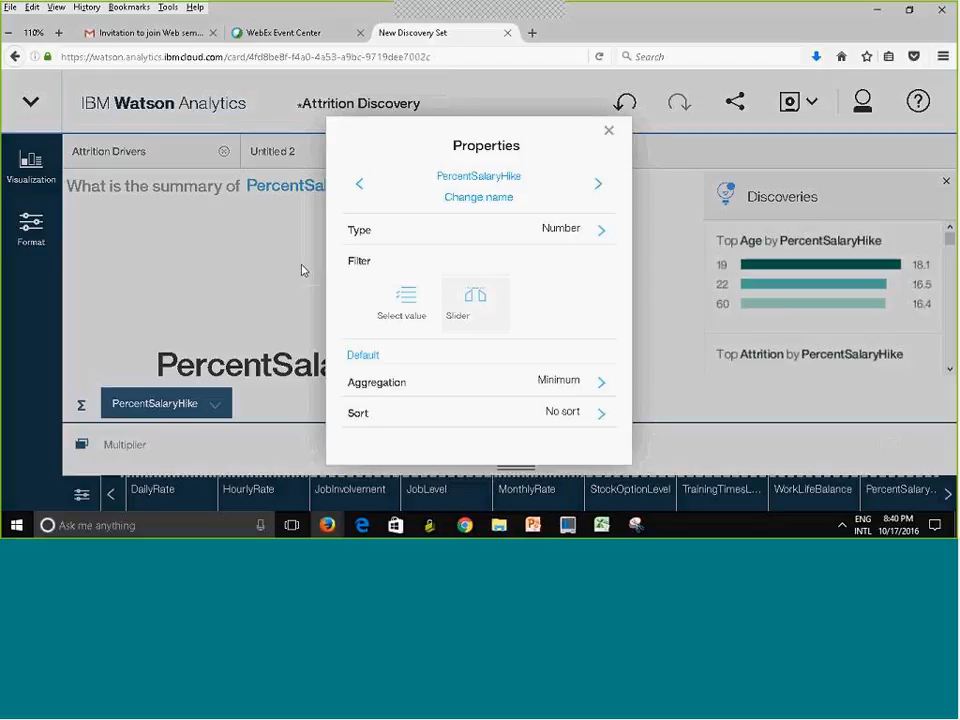 File Edit View History Bookmarks Tools Help
110% Invitation to join Web sem... WebEx Event Center New Discovery Set
https://watson.analytics.ibmcloud.com/card/4fd8be8f-f4a0-4a53-a9bc-9719dee7002c Search
IBM Watson Analytics *Attrition Discovery
Attrition Drivers Untitled 2
Visualization
Format
What is the summary of PercentSal
Properties
PercentSalaryHike
Change name
Type Number
Filter
Select value Slider
Default
Aggregation Minimum
Sort No sort
Discoveries
Top Age by PercentSalaryHike
19 18.1
22 16.5
60 16.4
Top Attrition by PercentSalaryHike
PercentSala
Σ PercentSalaryHike
Multiplier
DailyRate HourlyRate JobInvolvement JobLevel MonthlyRate StockOptionLevel TrainingTimesL... WorkLifeBalance PercentSalary..
Ask me anything
ENG 8:40 PM
INTL 10/17/2016